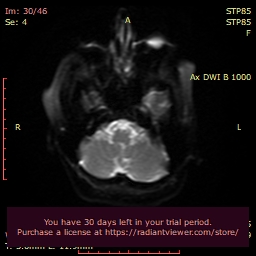 Im: 30/46
STP85
Se: 4
STP85
F
A
Ax DWI B 1000
R
L
You have 30 days left in your trial period.
Purchase a license at https://radiantviewer.com/store/